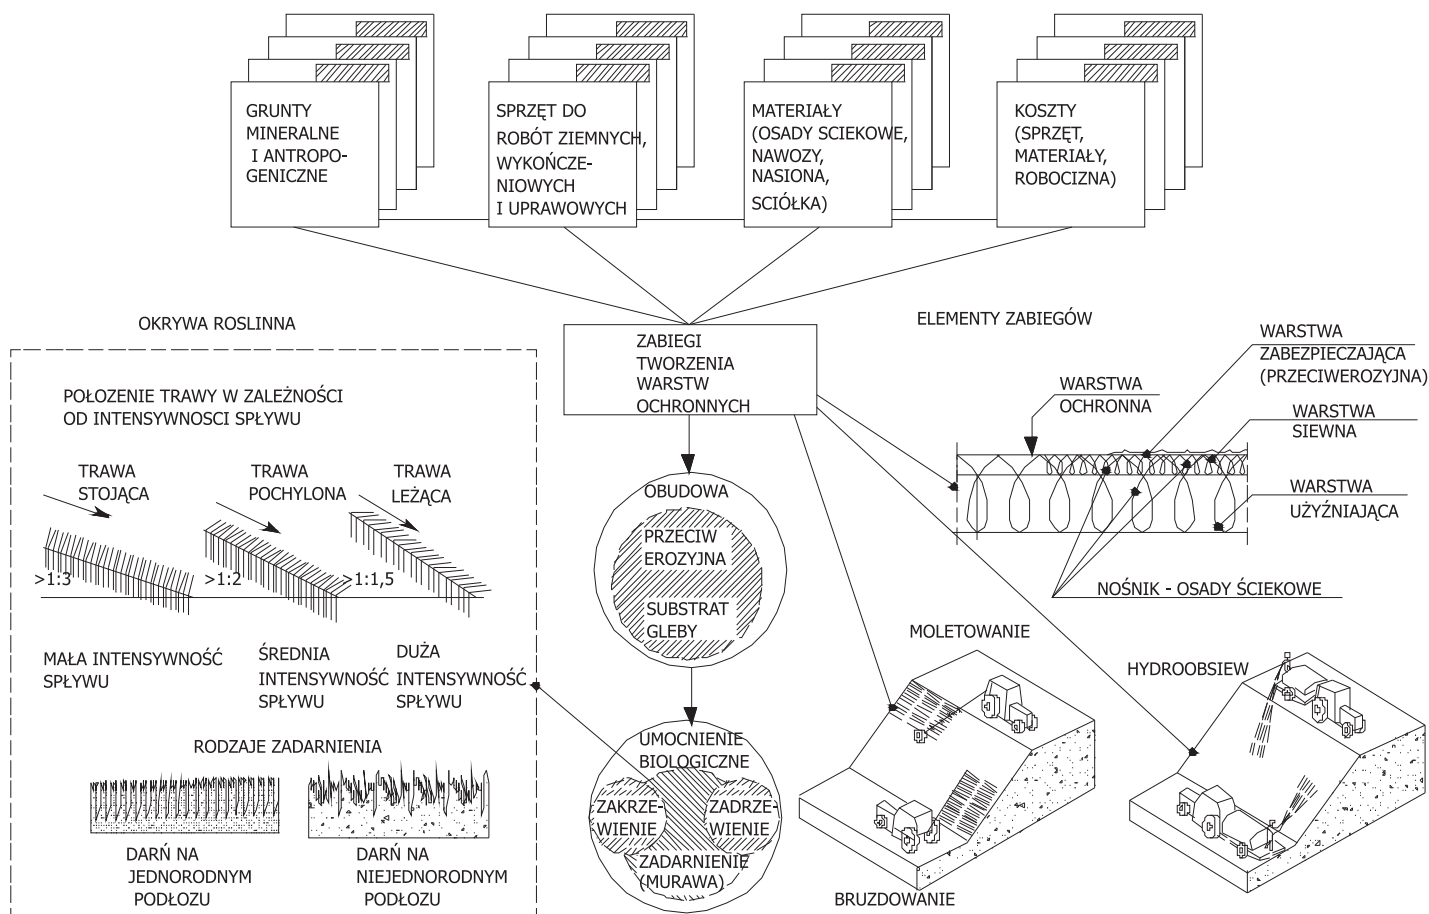 GRUNTY
MINERALNE
I ANTROPO-
GENICZNE
SPRZĘT DO
ROBÓT ZIEMNYCH,
WYKOŃCZE-
NIOWYCH
I UPRAWOWYCH
MATERIAŁY
(OSADY SCIEKOWE,
NAWOZY,
NASIONA,
SCIÓŁKA)
KOSZTY
(SPRZĘT,
MATERIAŁY,
ROBOCIZNA)
OKRYWA ROSLINNA
ZABIEGI
TWORZENIA
WARSTW
OCHRONNYCH
ELEMENTY ZABIEGÓW
WARSTWA
ZABEZPIECZAJĄCA
(PRZECIWEROZYJNA)
WARSTWA
OCHRONNA
WARSTWA
SIEWNA
WARSTWA
UŻYŹNIAJĄCA
NOŚNIK - OSADY ŚCIEKOWE
POŁOZENIE TRAWY W ZALEŻNOŚCI
OD INTENSYWNOSCI SPŁYWU
TRAWA
STOJĄCA
TRAWA
POCHYLONA
TRAWA
LEŻĄCA
>1:3
>1:2
>1:1,5
MAŁA INTENSYWNOŚĆ
SPŁYWU
ŚREDNIA
INTENSYWNOŚĆ
SPŁYWU
DUŻA
INTENSYWNOŚĆ
SPŁYWU
RODZAJE ZADARNIENIA
DARŃ NA
JEDNORODNYM
PODŁOZU
DARŃ NA
NIEJEDNORODNYM
PODŁOZU
OBUDOWA
PRZECIW
EROZYJNA
SUBSTRAT
GLEBY
UMOCNIENIE
BIOLOGICZNE
ZAKRZE-
WIENIE
ZADRZE-
WIENIE
ZADARNIENIE
(MURAWA)
MOLETOWANIE
BRUZDOWANIE
HYDROOBSIEW